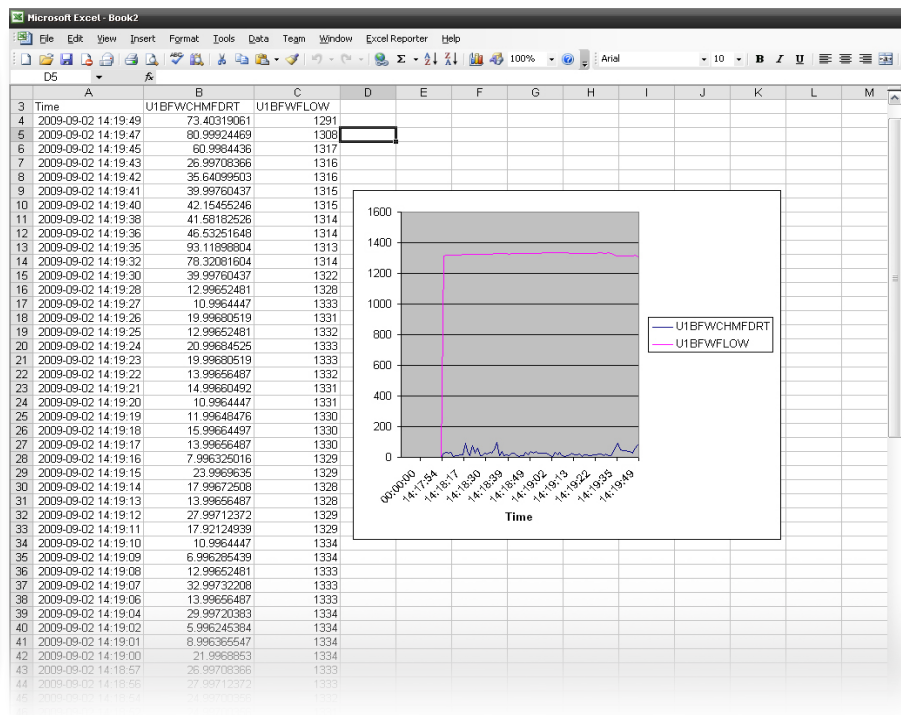 Microsoft Excel - Book2
File Edit View Insert Format Tools Data Team Window Excel Reporter Help
100% Arial 10 B I U
D5 fx
A B C D E F G H I J K L M
3 Time U1BFWCHMFDRT U1BFWFLOW
4 2009-09-02 14:19:49 73.40319061 1291
5 2009-09-02 14:19:47 80.99924469 1308
6 2009-09-02 14:19:45 60.9984436 1317
7 2009-09-02 14:19:43 26.99708366 1316
8 2009-09-02 14:19:42 35.64099503 1316
9 2009-09-02 14:19:41 39.99760437 1315
10 2009-09-02 14:19:40 42.15455246 1315
11 2009-09-02 14:19:38 41.58182526 1314
12 2009-09-02 14:19:36 46.53251648 1314
13 2009-09-02 14:19:35 93.11898804 1313
14 2009-09-02 14:19:32 78.32081604 1314
15 2009-09-02 14:19:30 39.99760437 1322
16 2009-09-02 14:19:28 12.99652481 1328
17 2009-09-02 14:19:27 10.9964447 1333
18 2009-09-02 14:19:26 19.99680519 1331
19 2009-09-02 14:19:25 12.99652481 1332
20 2009-09-02 14:19:24 20.99684525 1333
21 2009-09-02 14:19:23 19.99680519 1333
22 2009-09-02 14:19:22 13.99656487 1332
23 2009-09-02 14:19:21 14.99660492 1331
24 2009-09-02 14:19:20 10.9964447 1331
25 2009-09-02 14:19:19 11.99648476 1330
26 2009-09-02 14:19:18 15.99664497 1330
27 2009-09-02 14:19:17 13.99656487 1330
28 2009-09-02 14:19:16 7.996325016 1329
29 2009-09-02 14:19:15 23.9969635 1329
30 2009-09-02 14:19:14 17.99672508 1328
31 2009-09-02 14:19:13 13.99656487 1328
32 2009-09-02 14:19:12 27.99712372 1329
33 2009-09-02 14:19:11 17.92124939 1329
34 2009-09-02 14:19:10 10.9964447 1334
35 2009-09-02 14:19:09 6.996285439 1334
36 2009-09-02 14:19:08 12.99652481 1333
37 2009-09-02 14:19:07 32.99732208 1333
38 2009-09-02 14:19:06 13.99656487 1333
39 2009-09-02 14:19:04 29.99720383 1334
40 2009-09-02 14:19:02 5.996245384 1334
41 2009-09-02 14:19:01 8.996365547 1334
42 2009-09-02 14:19:00 21.9968853 1334
43 2009-09-02 14:18:57 26.99708366 1333
44 2009-09-02 14:18:56 27.99712372 1333
45
1600
1400
1200
1000
800
600
400
200
0
00:00:00 14:17:54 14:18:17 14:18:30 14:18:39 14:18:49 14:19:02 14:19:13 14:19:22 14:19:35 14:19:49
Time
U1BFWCHMFDRT
U1BFWFLOW